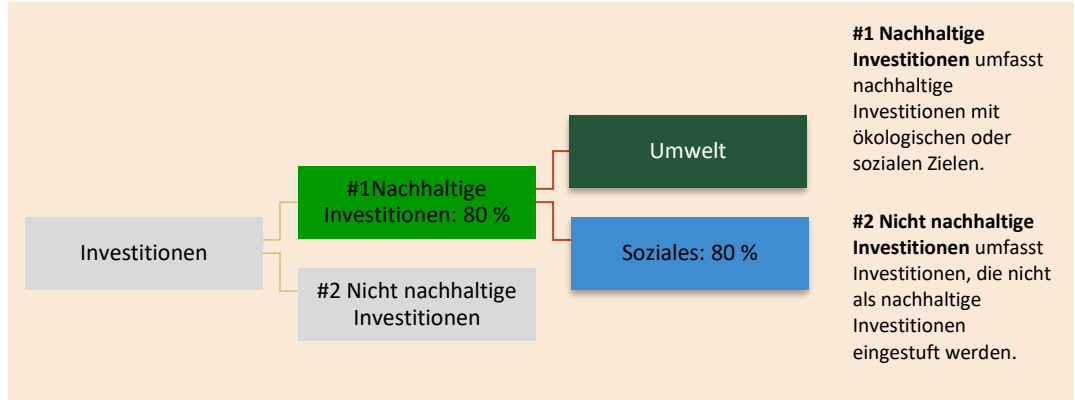 Investitionen
#1Nachhaltige
Investitionen: 80 %
#2 Nicht nachhaltige
Investitionen
Umwelt
Soziales: 80 %
#1 Nachhaltige
Investitionen umfasst
nachhaltige
Investitionen mit
ökologischen oder
sozialen Zielen.
#2 Nicht nachhaltige
Investitionen umfasst
Investitionen, die nicht
als nachhaltige
Investitionen
eingestuft werden.